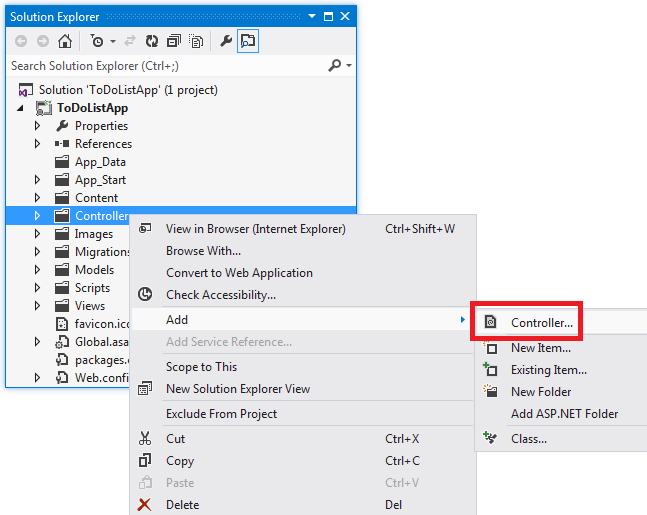 Solution Explorer
Search Solution Explorer (Ctrl+;)
Solution 'ToDoListApp' (1 project)
ToDoListApp
Properties
References
App_Data
App_Start
Content
Controller
Images
Migrations
Models
Scripts
Views
favicon.ico
Global.asa
packages.c
Web.confi
View in Browser (Internet Explorer) Ctrl+Shift+W
Browse With...
Convert to Web Application
Check Accessibility...
Add
Add Service Reference...
Scope to This
New Solution Explorer View
Exclude From Project
Cut Ctrl+X
Copy Ctrl+C
Paste Ctrl+V
Delete Del
Controller...
New Item...
Existing Item...
New Folder
Add ASP.NET Folder
Class...